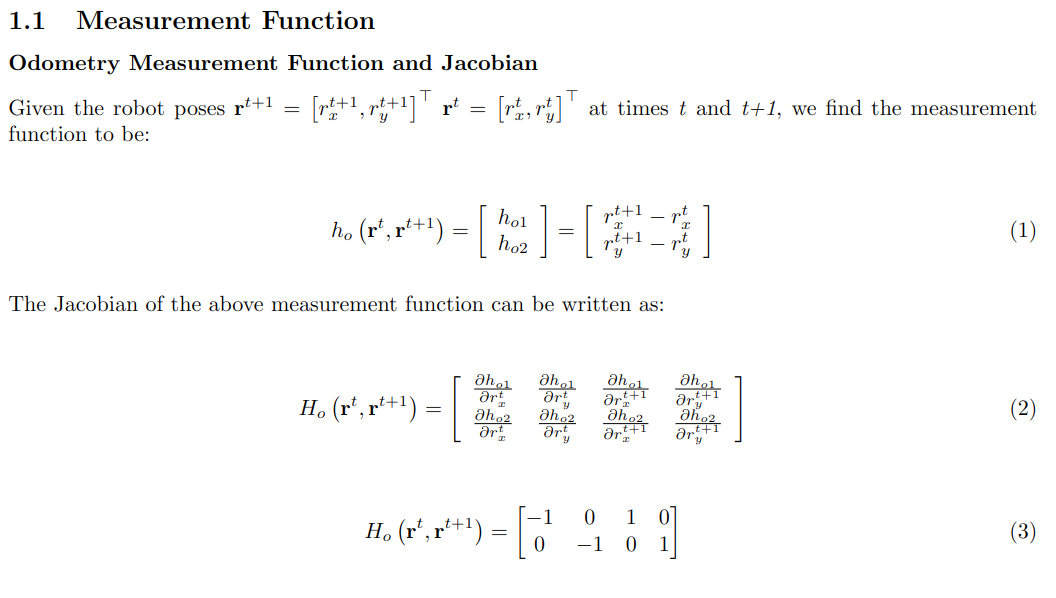 1.1 Measurement Function
Odometry Measurement Function and Jacobian
Given the robot poses $\mathbf{r}^{t+1} = \left[r_x^{t+1}, r_y^{t+1}\right]^\top$ $\mathbf{r}^t = \left[r_x^t, r_y^t\right]^\top$ at times t and t+1, we find the measurement
function to be:
$h_o\left(\mathbf{r}^t, \mathbf{r}^{t+1}\right) = \begin{bmatrix} h_{o1} \\ h_{o2} \end{bmatrix} = \begin{bmatrix} r_x^{t+1} - r_x^t \\ r_y^{t+1} - r_y^t \end{bmatrix}$ (1)
The Jacobian of the above measurement function can be written as:
$H_o\left(\mathbf{r}^t, \mathbf{r}^{t+1}\right) = \begin{bmatrix} \frac{\partial h_{o1}}{\partial r_x^t} & \frac{\partial h_{o1}}{\partial r_y^t} & \frac{\partial h_{o1}}{\partial r_x^{t+1}} & \frac{\partial h_{o1}}{\partial r_y^{t+1}} \\ \frac{\partial h_{o2}}{\partial r_x^t} & \frac{\partial h_{o2}}{\partial r_y^t} & \frac{\partial h_{o2}}{\partial r_x^{t+1}} & \frac{\partial h_{o2}}{\partial r_y^{t+1}} \end{bmatrix}$ (2)
$H_o\left(\mathbf{r}^t, \mathbf{r}^{t+1}\right) = \begin{bmatrix} -1 & 0 & 1 & 0 \\ 0 & -1 & 0 & 1 \end{bmatrix}$ (3)